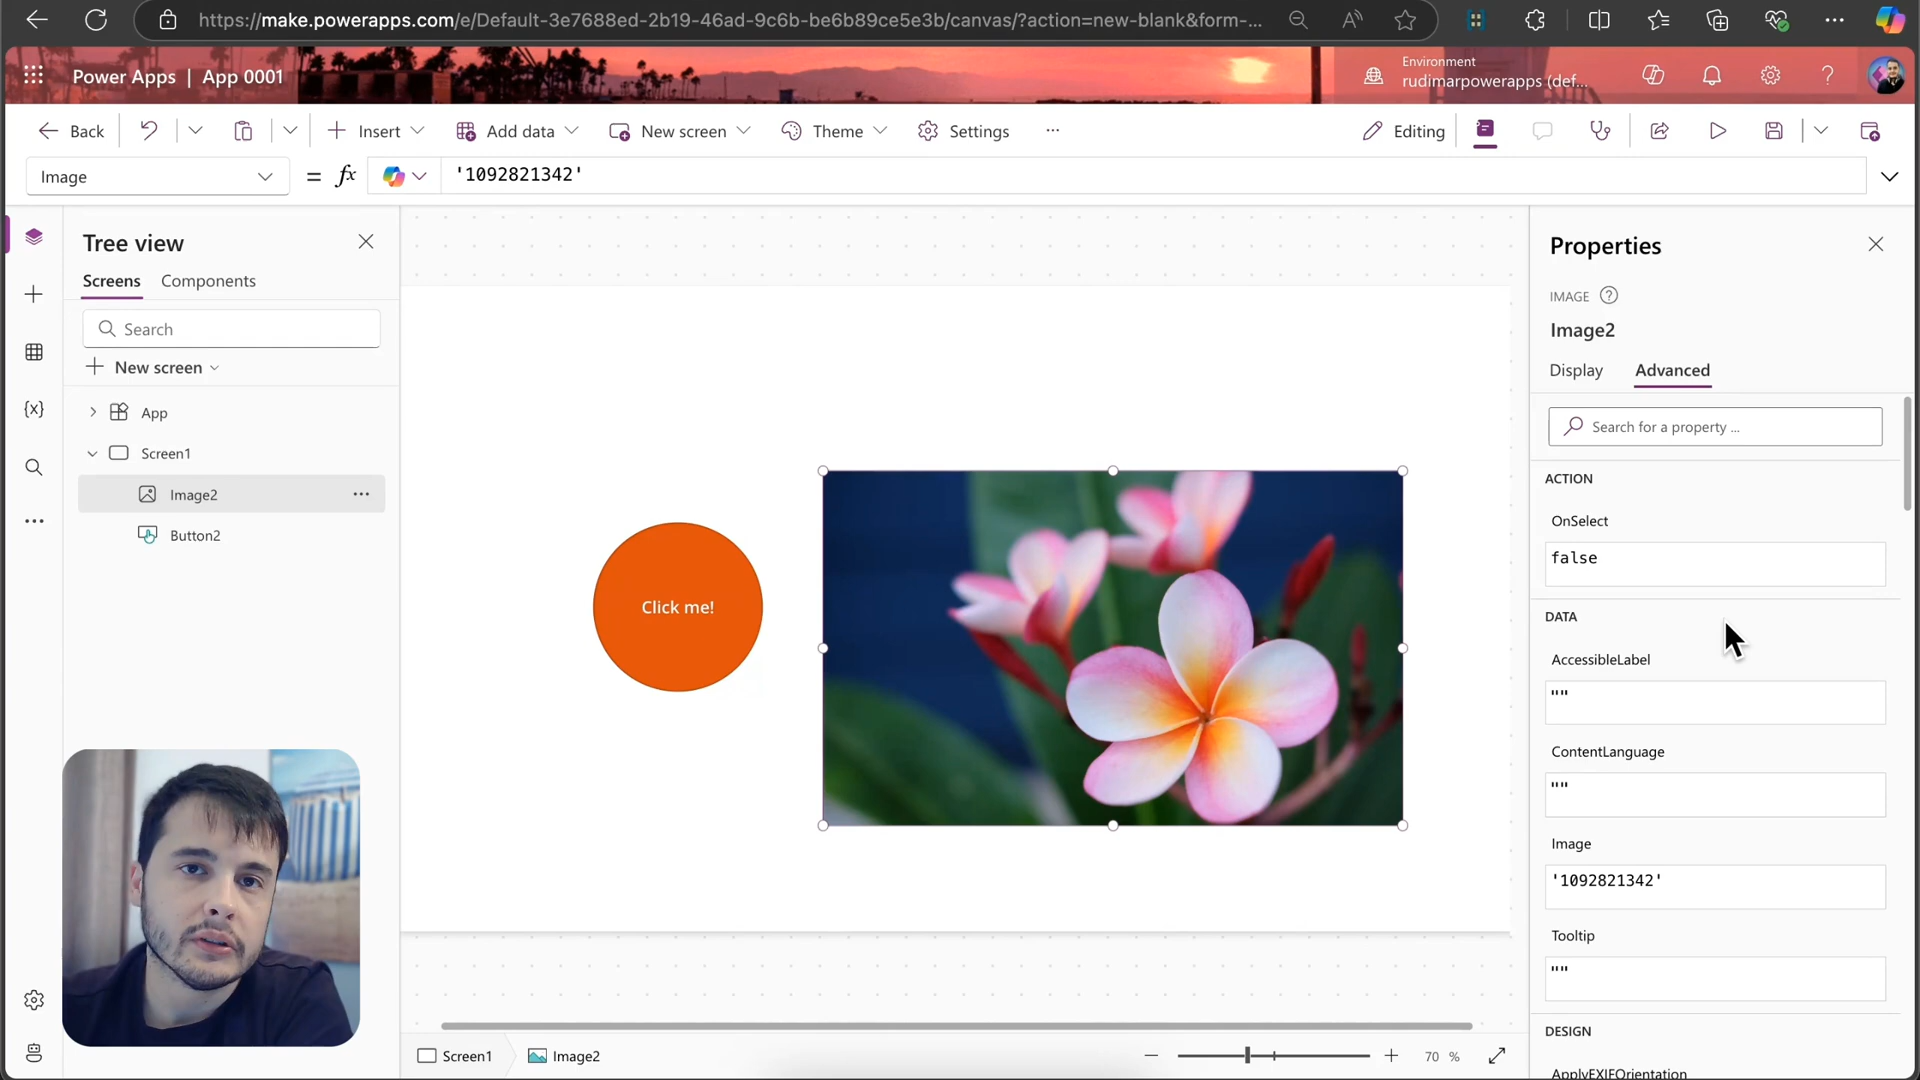 https://make.powerapps.com/e/Default-3e7688ed-2b19-46ad-9c6b-be6b89ce5e3b/canvas/?action=new-blank&form-...
Power Apps | App 0001
Environment
rudimarpowerapps (def...
Back
Insert
Add data
New screen
Theme
Settings
Editing
Image
= fx
'1092821342'
Tree view
Screens Components
Search
New screen
App
Screen1
Image2
Button2
Click me!
Properties
IMAGE
Image2
Display Advanced
Search for a property ...
ACTION
OnSelect
false
DATA
AccessibleLabel
""
ContentLanguage
""
Image
'1092821342'
Tooltip
""
DESIGN
ApplyEXIFOrientation
Screen1 Image2
70 %